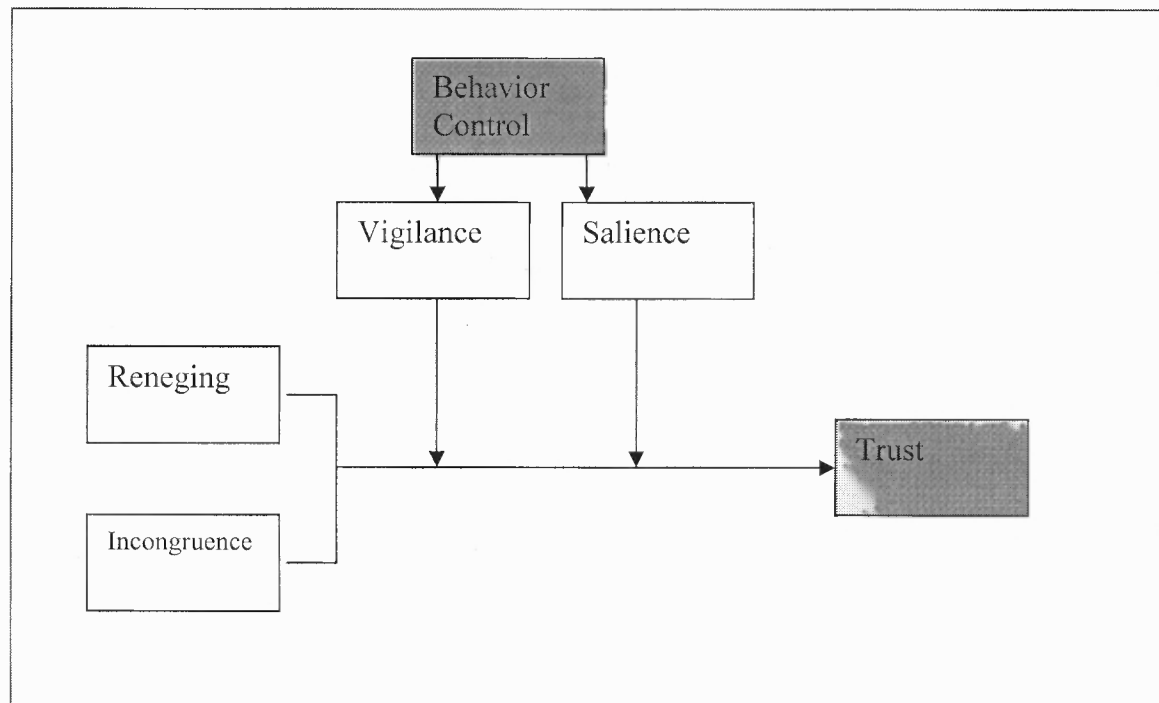 Behavior
Control
Vigilance
Salience
Reneging
Trust
Incongruence